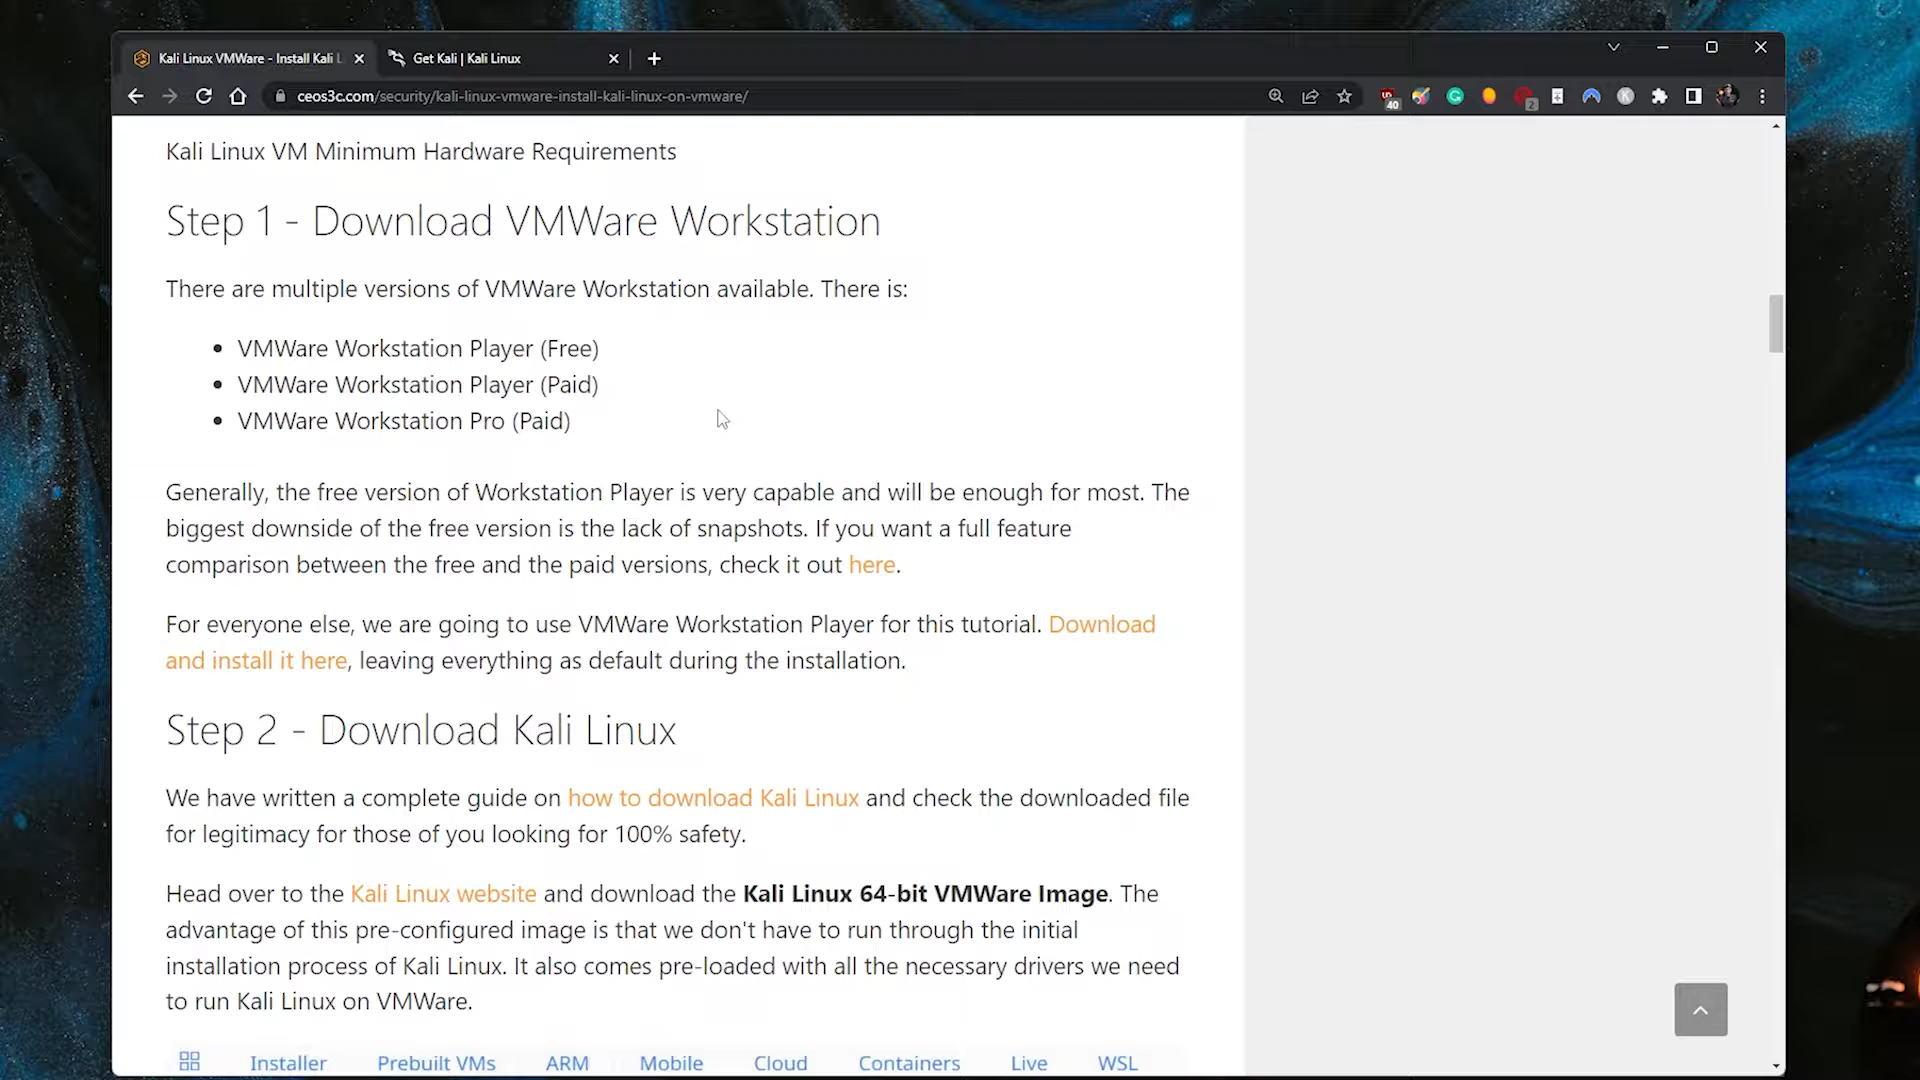 Kali Linux VMWare - Install Kali L
Get Kali | Kali Linux
ceos3c.com/security/kali-linux-vmware-install-kali-linux-on-vmware/
40
2
Kali Linux VM Minimum Hardware Requirements
Step 1 - Download VMWare Workstation
There are multiple versions of VMWare Workstation available. There is:
• VMWare Workstation Player (Free)
• VMWare Workstation Player (Paid)
• VMWare Workstation Pro (Paid)
Generally, the free version of Workstation Player is very capable and will be enough for most. The
biggest downside of the free version is the lack of snapshots. If you want a full feature
comparison between the free and the paid versions, check it out here.
For everyone else, we are going to use VMWare Workstation Player for this tutorial. Download
and install it here, leaving everything as default during the installation.
Step 2 - Download Kali Linux
We have written a complete guide on how to download Kali Linux and check the downloaded file
for legitimacy for those of you looking for 100% safety.
Head over to the Kali Linux website and download the Kali Linux 64-bit VMWare Image. The
advantage of this pre-configured image is that we don't have to run through the initial
installation process of Kali Linux. It also comes pre-loaded with all the necessary drivers we need
to run Kali Linux on VMWare.
Installer Prebuilt VMs ARM Mobile Cloud Containers Live WSL